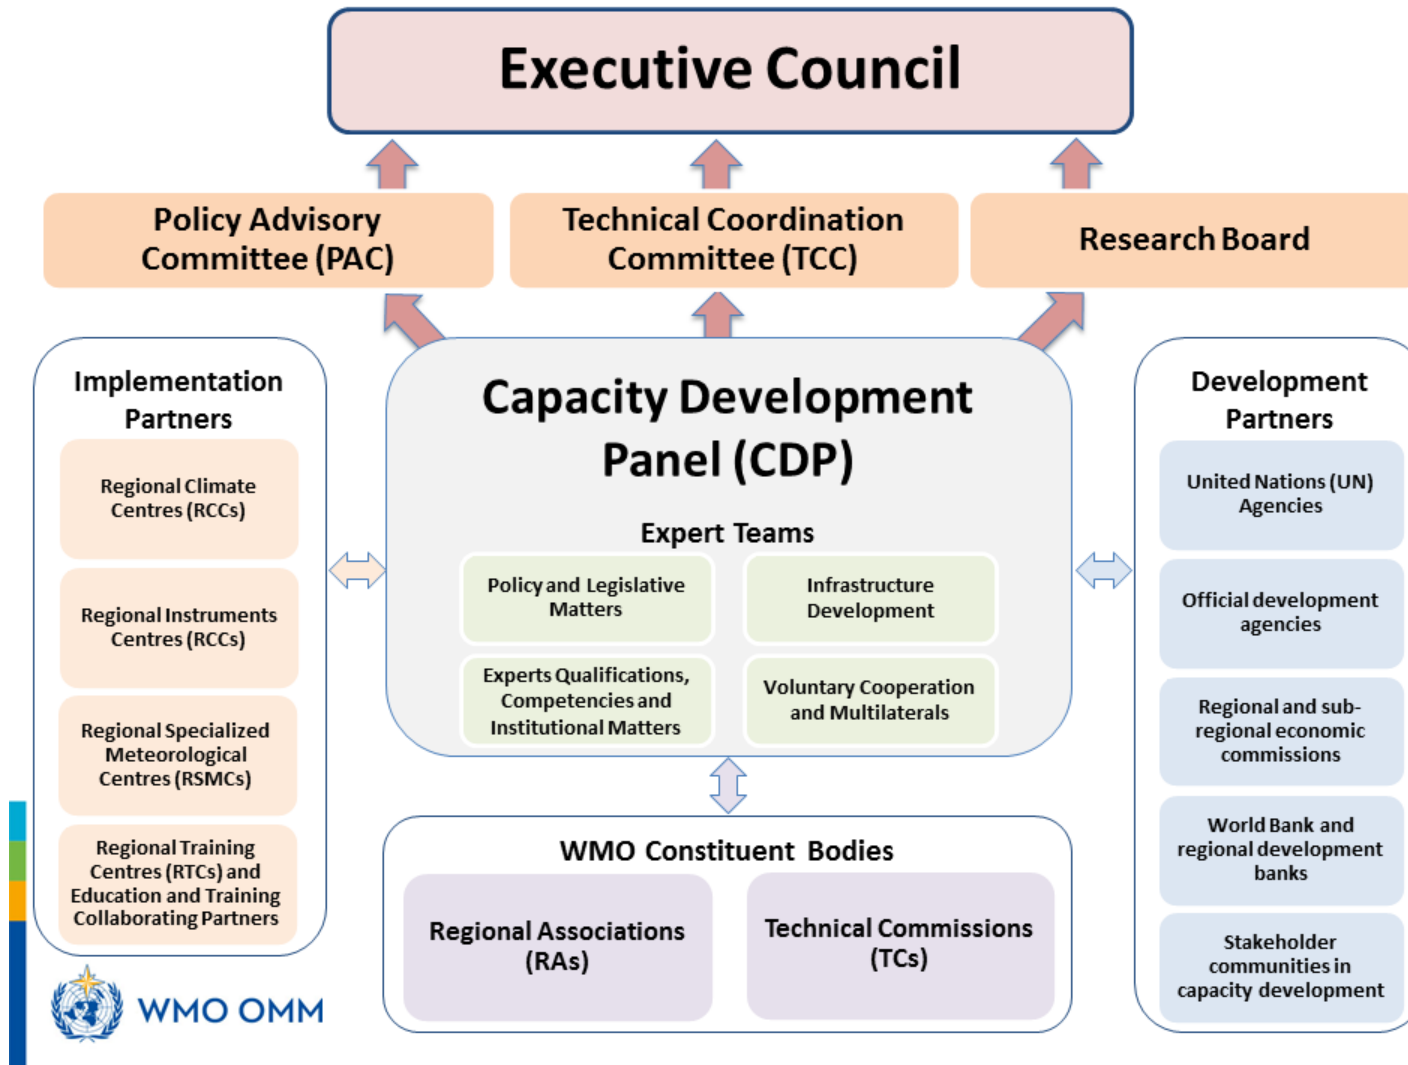 Executive Council
Policy Advisory
Committee (PAC)
Technical Coordination
Committee (TCC)
Research Board
Implementation
Partners
Regional Climate
Centres (RCCs)
Regional Instruments
Centres (RCCs)
Regional Specialized
Meteorological
Centres (RSMCs)
Regional Training
Centres (RTCs) and
Education and Training
Collaborating Partners
Capacity Development
Panel (CDP)
Expert Teams
Policy and Legislative
Matters
Infrastructure
Development
Experts Qualifications,
Competencies and
Institutional Matters
Voluntary Cooperation
and Multilaterals
WMO Constituent Bodies
Regional Associations
(RAs)
Technical Commissions
(TCs)
Development
Partners
United Nations (UN)
Agencies
Official development
agencies
Regional and sub-
regional economic
commissions
World Bank and
regional development
banks
Stakeholder
communities in
capacity development
WMO OMM